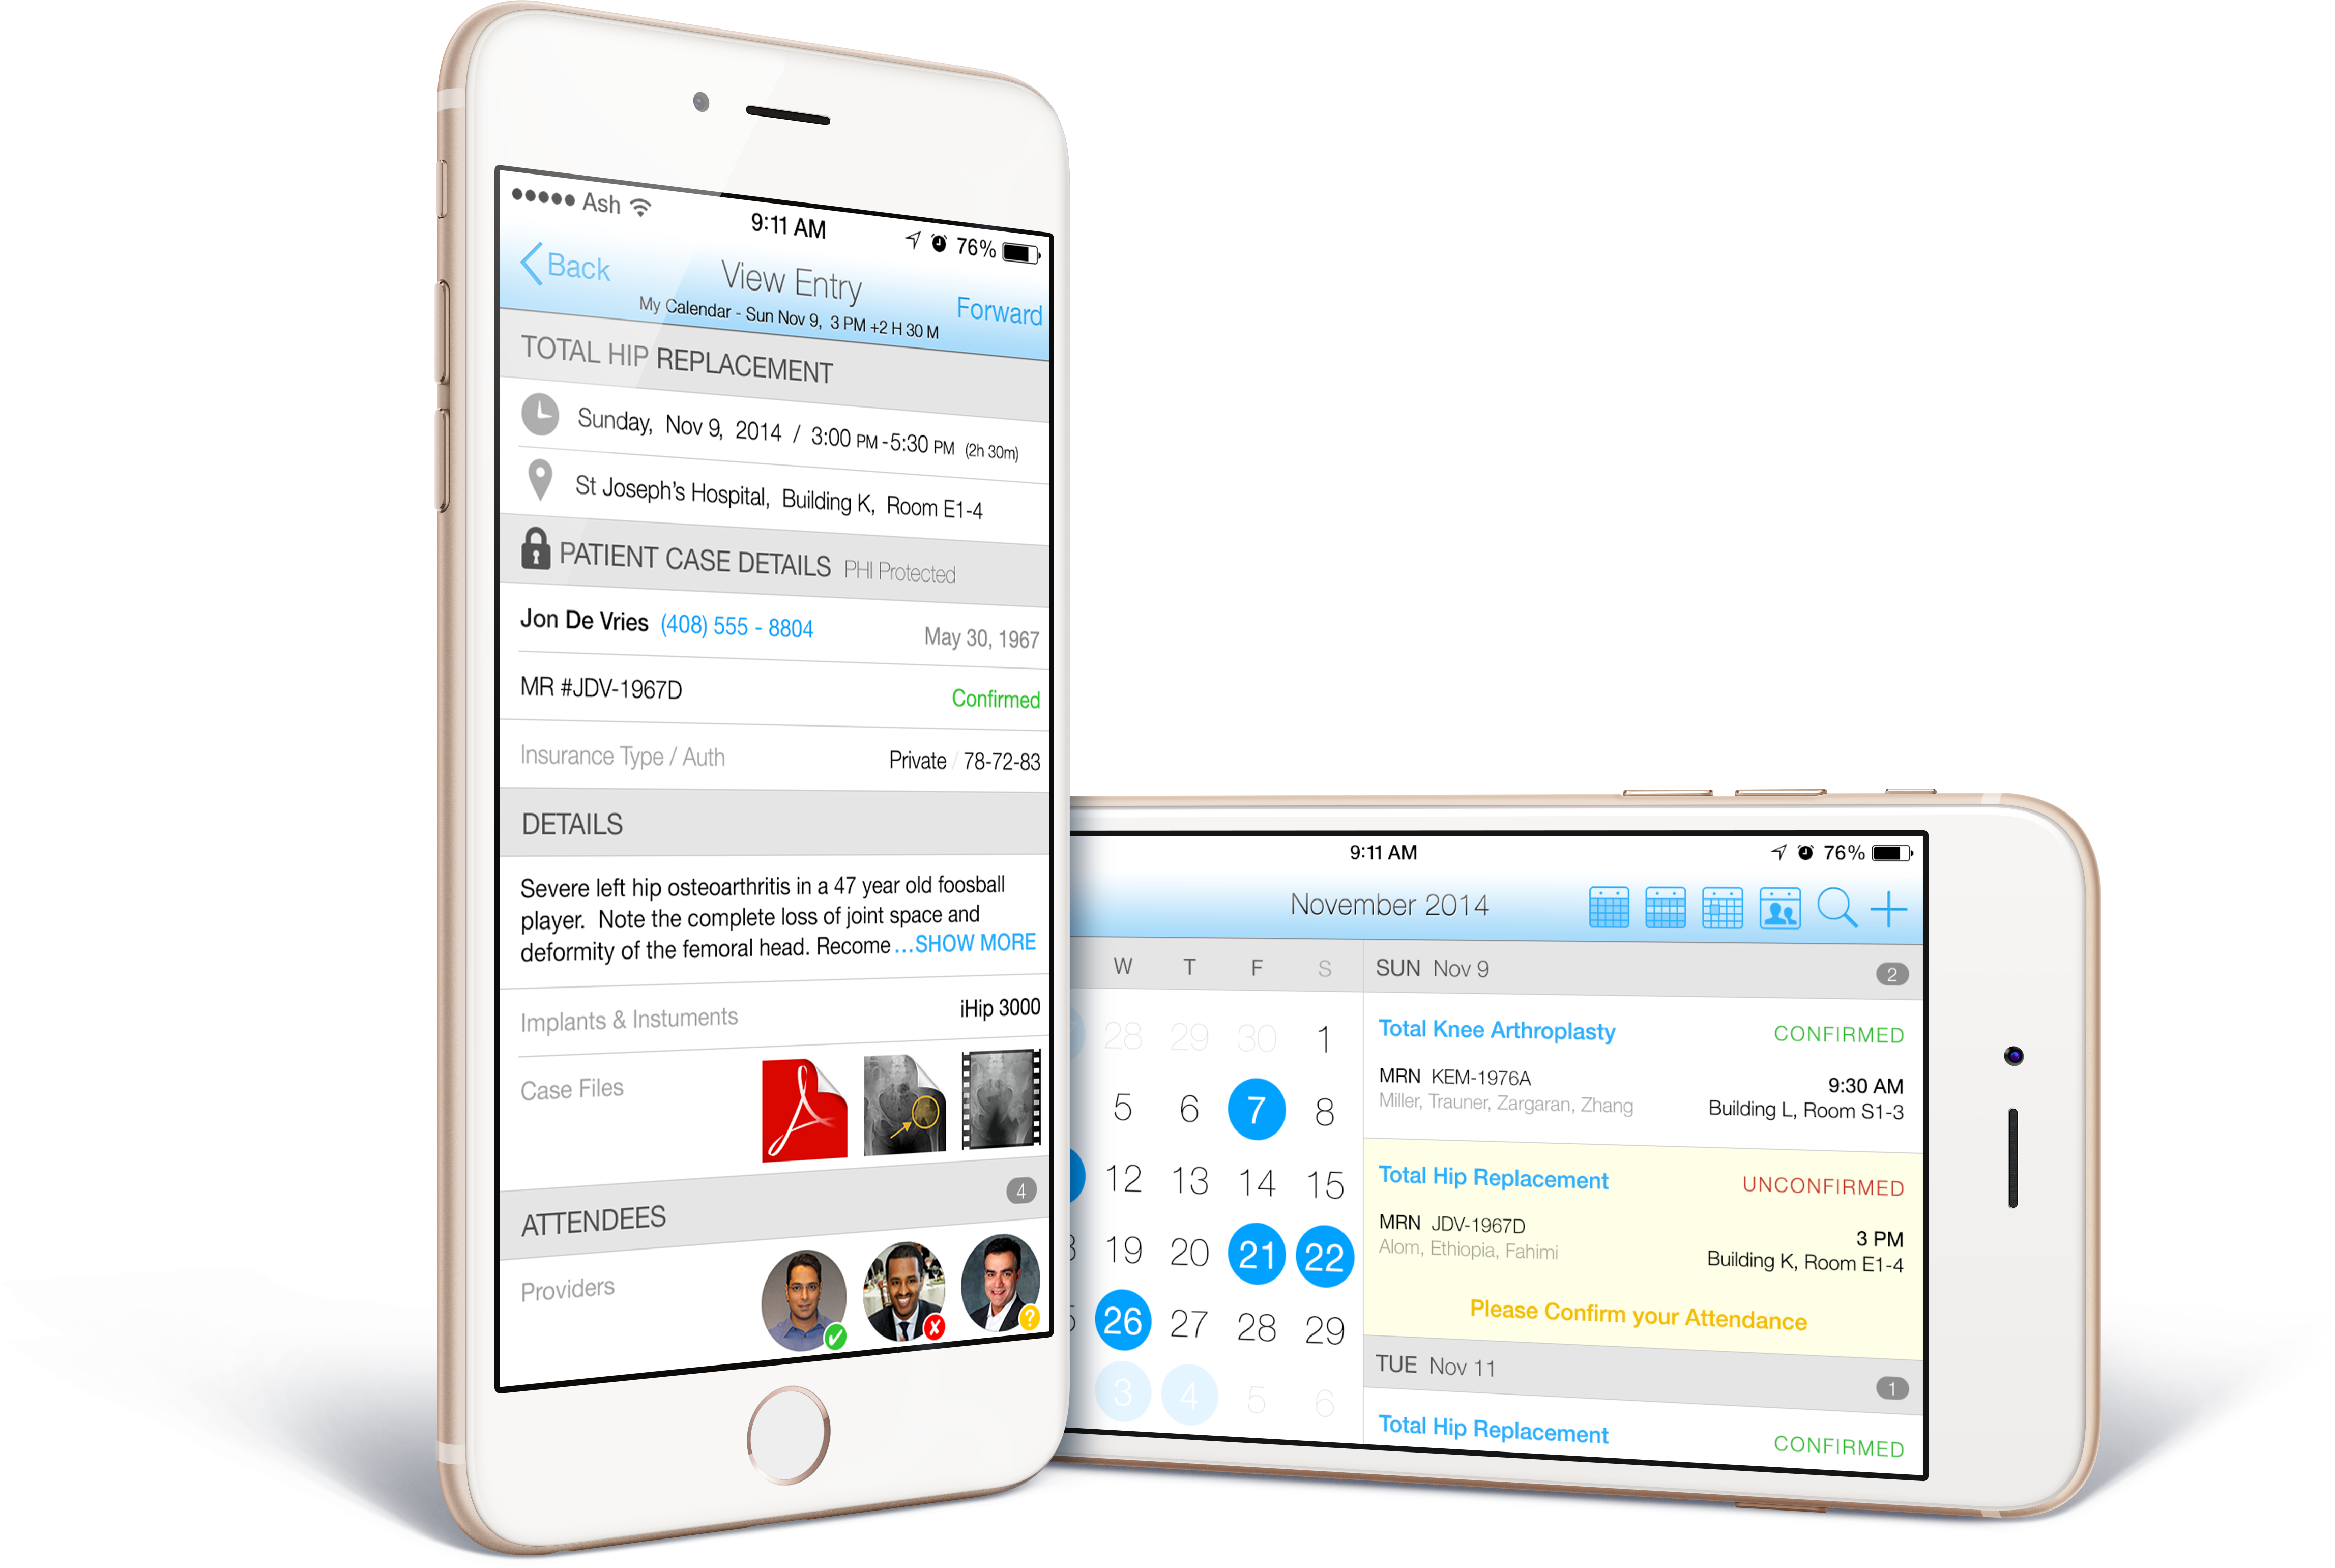 Ash 9:11 AM 76%
Back View Entry Forward
My Calendar - Sun Nov 9, 3 PM +2 H 30 M
TOTAL HIP REPLACEMENT
Sunday, Nov 9, 2014 / 3:00 PM - 5:30 PM (2h 30m)
St Joseph's Hospital, Building K, Room E1-4
PATIENT CASE DETAILS PHI Protected
Jon De Vries (408) 555 - 8804 May 30, 1967
MR #JDV-1967D Confirmed
Insurance Type / Auth Private / 78-72-83
DETAILS
Severe left hip osteoarthritis in a 47 year old foosball
player. Note the complete loss of joint space and
deformity of the femoral head. Recome ...SHOW MORE
Implants & Instuments iHip 3000
Case Files
ATTENDEES 4
Providers
9:11 AM 76%
November 2014
W T F S
28 29 30 1
5 6 7 8
12 13 14 15
19 20 21 22
26 27 28 29
3 4 5 6
SUN Nov 9 2
Total Knee Arthroplasty CONFIRMED
MRN KEM-1976A 9:30 AM
Miller, Trauner, Zargaran, Zhang Building L, Room S1-3
Total Hip Replacement UNCONFIRMED
MRN JDV-1967D 3 PM
Alom, Ethiopia, Fahimi Building K, Room E1-4
Please Confirm your Attendance
TUE Nov 11 1
Total Hip Replacement CONFIRMED